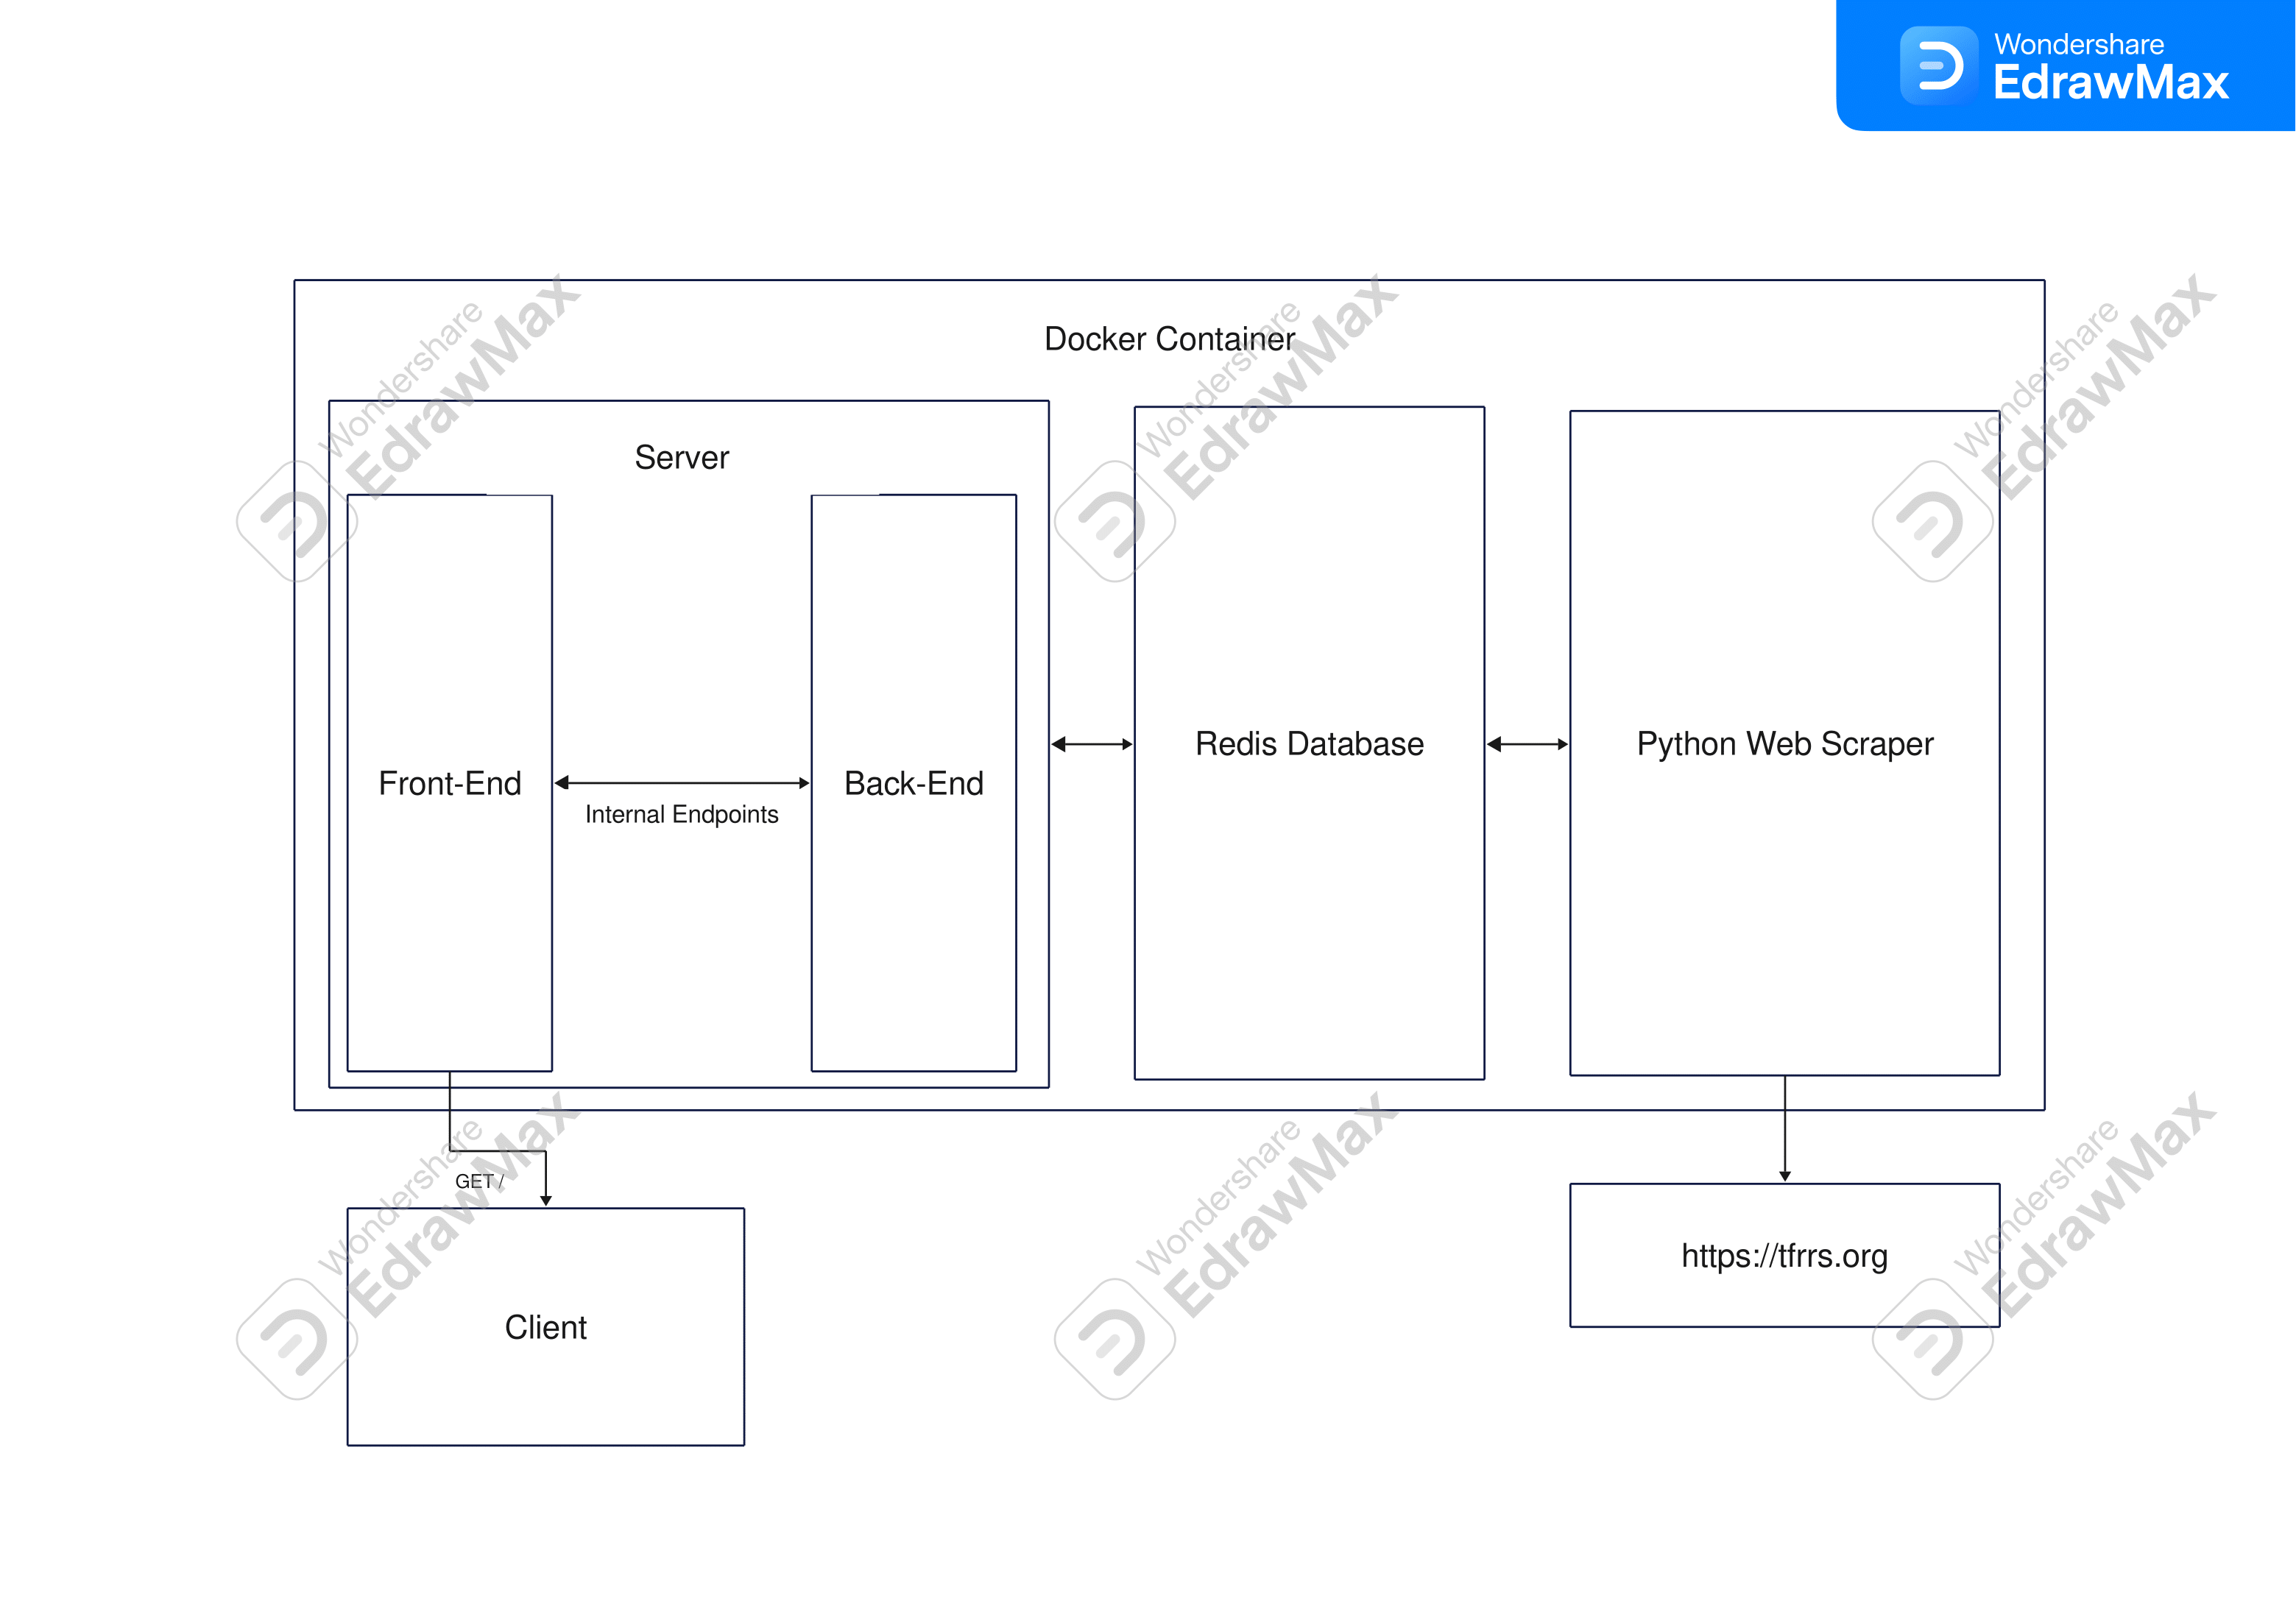 Wondershare
EdrawMax
Docker Container
Server
Front-End
Internal Endpoints
Back-End
Redis Database
Python Web Scraper
GET /
Client
https://tfrrs.org
Wondershare
EdrawMax
Wondershare
EdrawMax
Wondershare
EdrawMax
Wondershare
EdrawMax
Wondershare
EdrawMax
Wondershare
EdrawMax